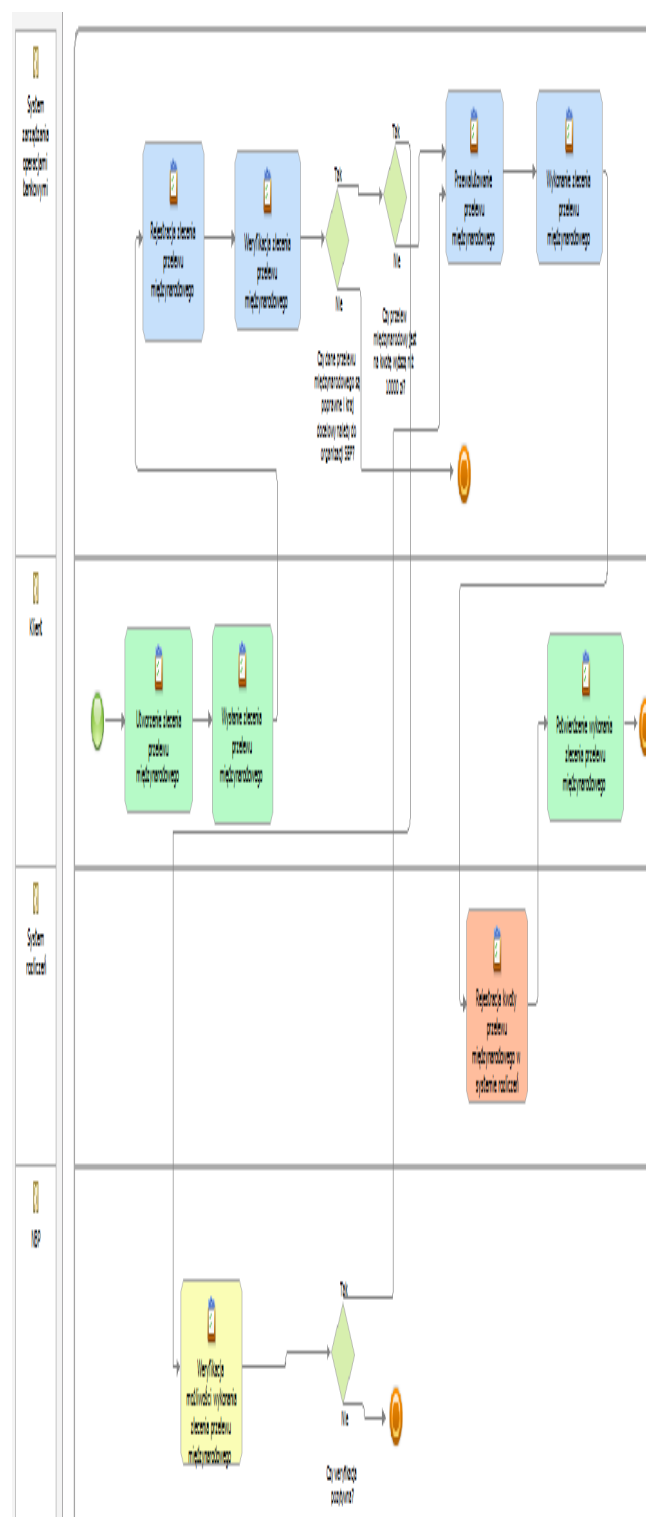 System
zarządzania
operacjami
bankowymi
Rejestracja zlecenia
przelewu
międzynarodowego
Weryfikacja zlecenia
przelewu
międzynarodowego
Tak
Nie
Czy dane przelewu
międzynarodowego są
poprawne i kraj
docelowy należy do
organizacji
Tak
Nie
Czy przelew
międzynarodowy jest
na kwotę wyższą niż
10000 zł?
Przewalutowanie
przelewu
międzynarodowego
Wykonanie zlecenia
przelewu
międzynarodowego
Klient
Utworzenie zlecenia
przelewu
międzynarodowego
Wysłanie zlecenia
przelewu
międzynarodowego
Potwierdzenie wykonania
zlecenia przelewu
międzynarodowego
System
rozliczeń
Rejestracja kwoty
przelewu
międzynarodowego w
systemie rozliczeń
NBP
Weryfikacja
możliwości wykonania
zlecenia przelewu
międzynarodowego
Tak
Nie
Czy weryfikacja
pozytywna?